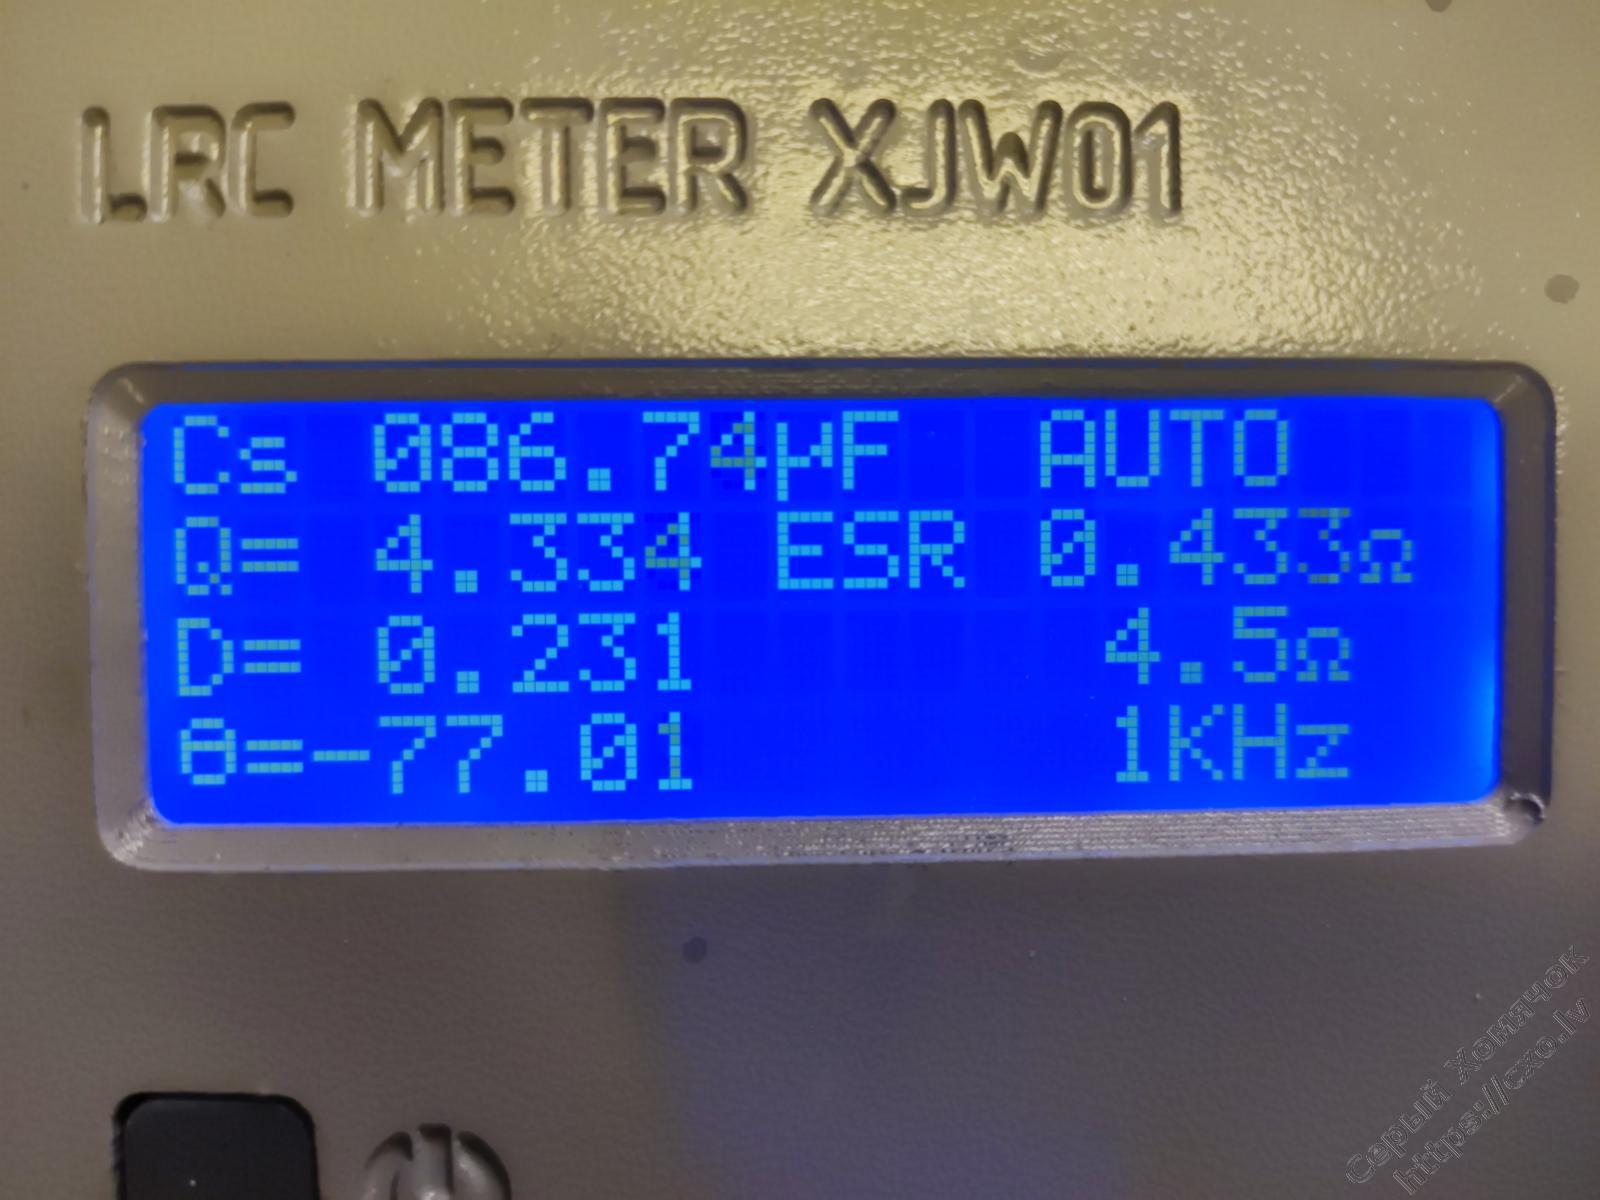 LRC METER XJW01
Cs 086.74µF AUTO
Q= 4.334 ESR 0.433Ω
D= 0.231 4.5Ω
θ=-77.01 1KHz
Серый Хомячок
https://cxo.lv